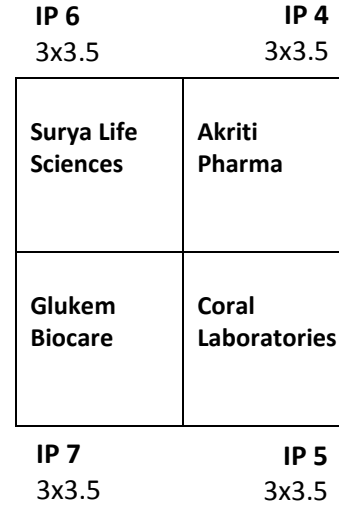 IP 6 IP 4
3x3.5 3x3.5
Surya Life
Sciences
Akriti
Pharma
Glukem
Biocare
Coral
Laboratories
IP 7 IP 5
3x3.5 3x3.5